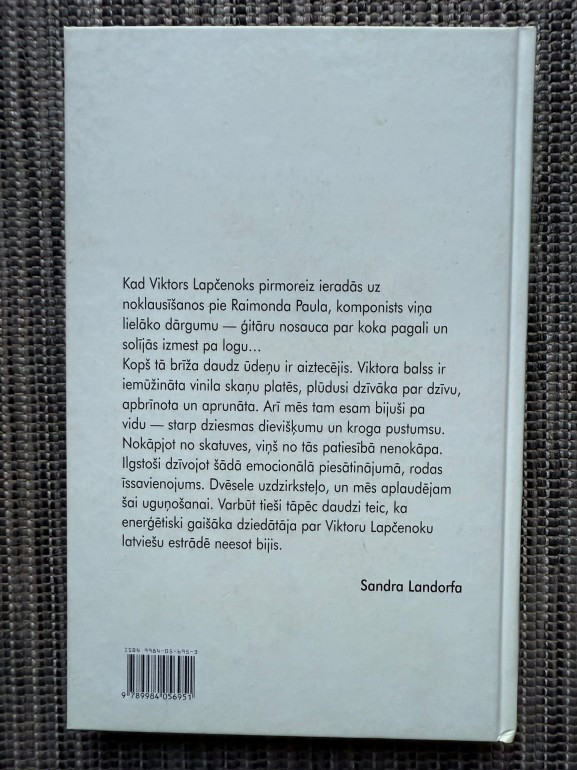 Kad Viktors Lapčenoks pirmoreiz ieradās uz
noklausīšanos pie Raimonda Paula, komponists viņa
lielāko dārgumu — ģitāru nosauca par koka pagali un
solījās izmest pa logu...
Kopš tā brīža daudz ūdeņu ir aiztecējis. Viktora balss ir
iemūžināta vinila skaņu platēs, plūdusi dzīvāka par dzīvu,
apbrīnota un aprunāta. Arī mēs tam esam bijuši pa
vidu — starp dziesmas dievišķumu un kroga pustumsu.
Nokāpjot no skatuves, viņš no tās patiesībā nenokāpa.
Ilgstoši dzīvojot šādā emocionālā piesātinājumā, rodas
īssavienojums. Dvēsele uzdzirksteļo, un mēs aplaudējam
šai uguņošanai. Varbūt tieši tāpēc daudzi teic, ka
enerģētiski gaišāka dziedātāja par Viktoru Lapčenoku
latviešu estrādē neesot bijis.
Sandra Landorfa
ISBN 9984-05-695-3
9 789984 056951